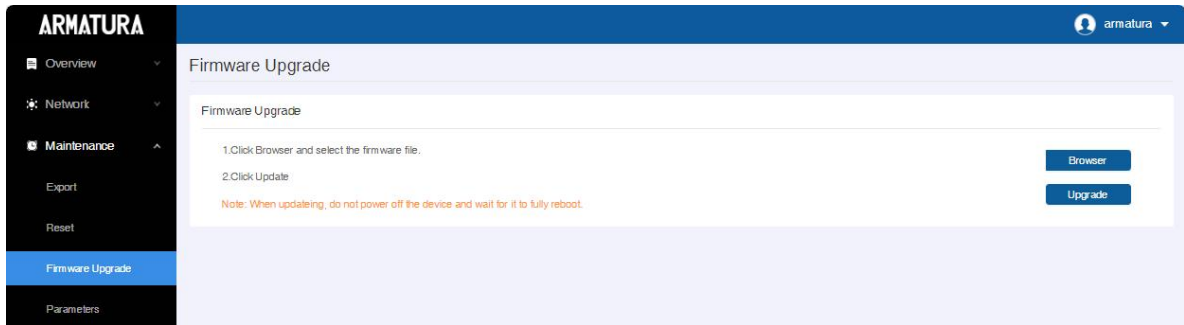 ARMATURA
armatura
Overview
Network
Maintenance
Export
Reset
Firmware Upgrade
Parameters
Firmware Upgrade
Firmware Upgrade
1.Click Browser and select the firmware file.
2.Click Update
Note: When updateing, do not power off the device and wait for it to fully reboot.
Browser
Upgrade